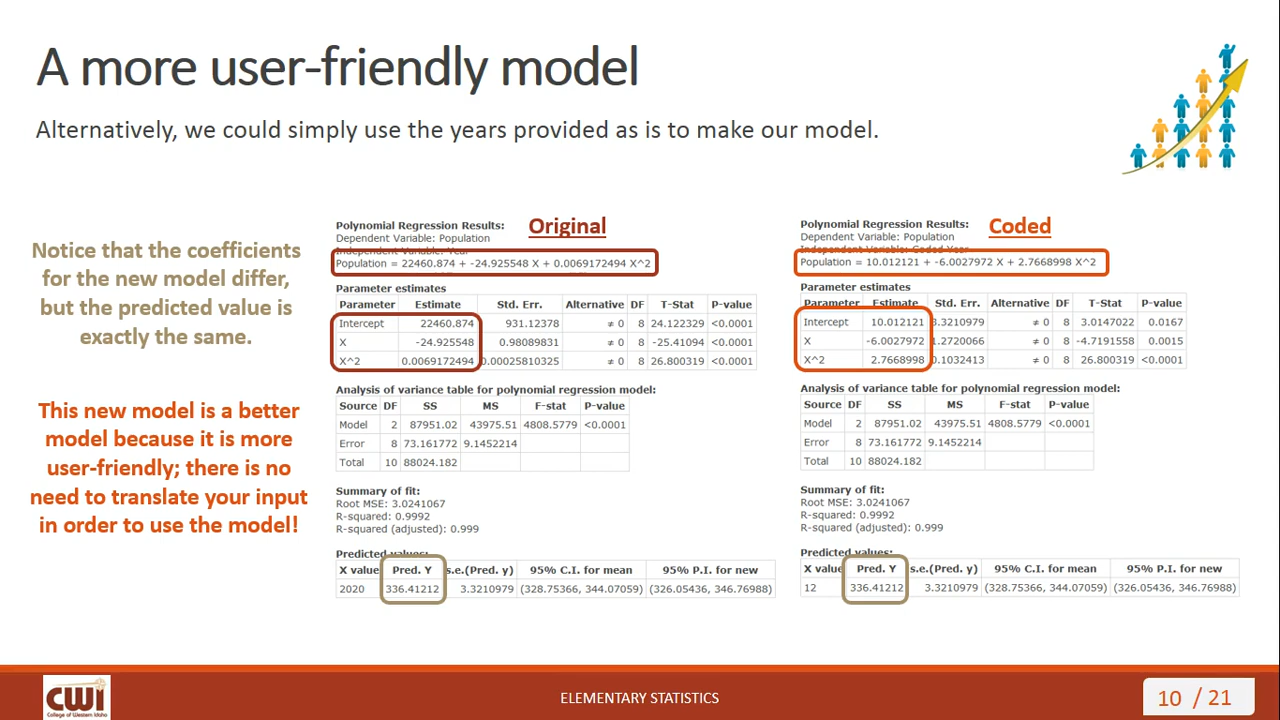 A more user-friendly model
Alternatively, we could simply use the years provided as is to make our model.
Notice that the coefficients
for the new model differ,
but the predicted value is
exactly the same.
This new model is a better
model because it is more
user-friendly; there is no
need to translate your input
in order to use the model!
Polynomial Regression Results: Original
Dependent Variable: Population
Independent Variable: Year
Population = 22460.874 + -24.925548 X + 0.0069172494 X^2
Parameter estimates
Parameter Estimate Std. Err. Alternative DF T-Stat P-value
Intercept 22460.874 931.12378 ≠ 0 8 24.122329 <0.0001
X -24.925548 0.98089831 ≠ 0 8 -25.41094 <0.0001
X^2 0.0069172494 0.00025810325 ≠ 0 8 26.800319 <0.0001
Analysis of variance table for polynomial regression model:
Source DF SS MS F-stat P-value
Model 2 87951.02 43975.51 4808.5779 <0.0001
Error 8 73.161772 9.1452214
Total 10 88024.182
Summary of fit:
Root MSE: 3.0241067
R-squared: 0.9992
R-squared (adjusted): 0.999
Predicted values:
X value Pred. Y s.e.(Pred. y) 95% C.I. for mean 95% P.I. for new
2020 336.41212 3.3210979 (328.75366, 344.07059) (326.05436, 346.76988)
Polynomial Regression Results: Coded
Dependent Variable: Population
Independent Variable: Coded Year
Population = 10.012121 + -6.0027972 X + 2.7668998 X^2
Parameter estimates
Parameter Estimate Std. Err. Alternative DF T-Stat P-value
Intercept 10.012121 3.3210979 ≠ 0 8 3.0147022 0.0167
X -6.0027972 1.2720066 ≠ 0 8 -4.7191558 0.0015
X^2 2.7668998 0.1032413 ≠ 0 8 26.800319 <0.0001
Analysis of variance table for polynomial regression model:
Source DF SS MS F-stat P-value
Model 2 87951.02 43975.51 4808.5779 <0.0001
Error 8 73.161772 9.1452214
Total 10 88024.182
Summary of fit:
Root MSE: 3.0241067
R-squared: 0.9992
R-squared (adjusted): 0.999
Predicted values:
X value Pred. Y s.e.(Pred. y) 95% C.I. for mean 95% P.I. for new
12 336.41212 3.3210979 (328.75366, 344.07059) (326.05436, 346.76988)
CWI
College of Western Idaho
ELEMENTARY STATISTICS
10 / 21